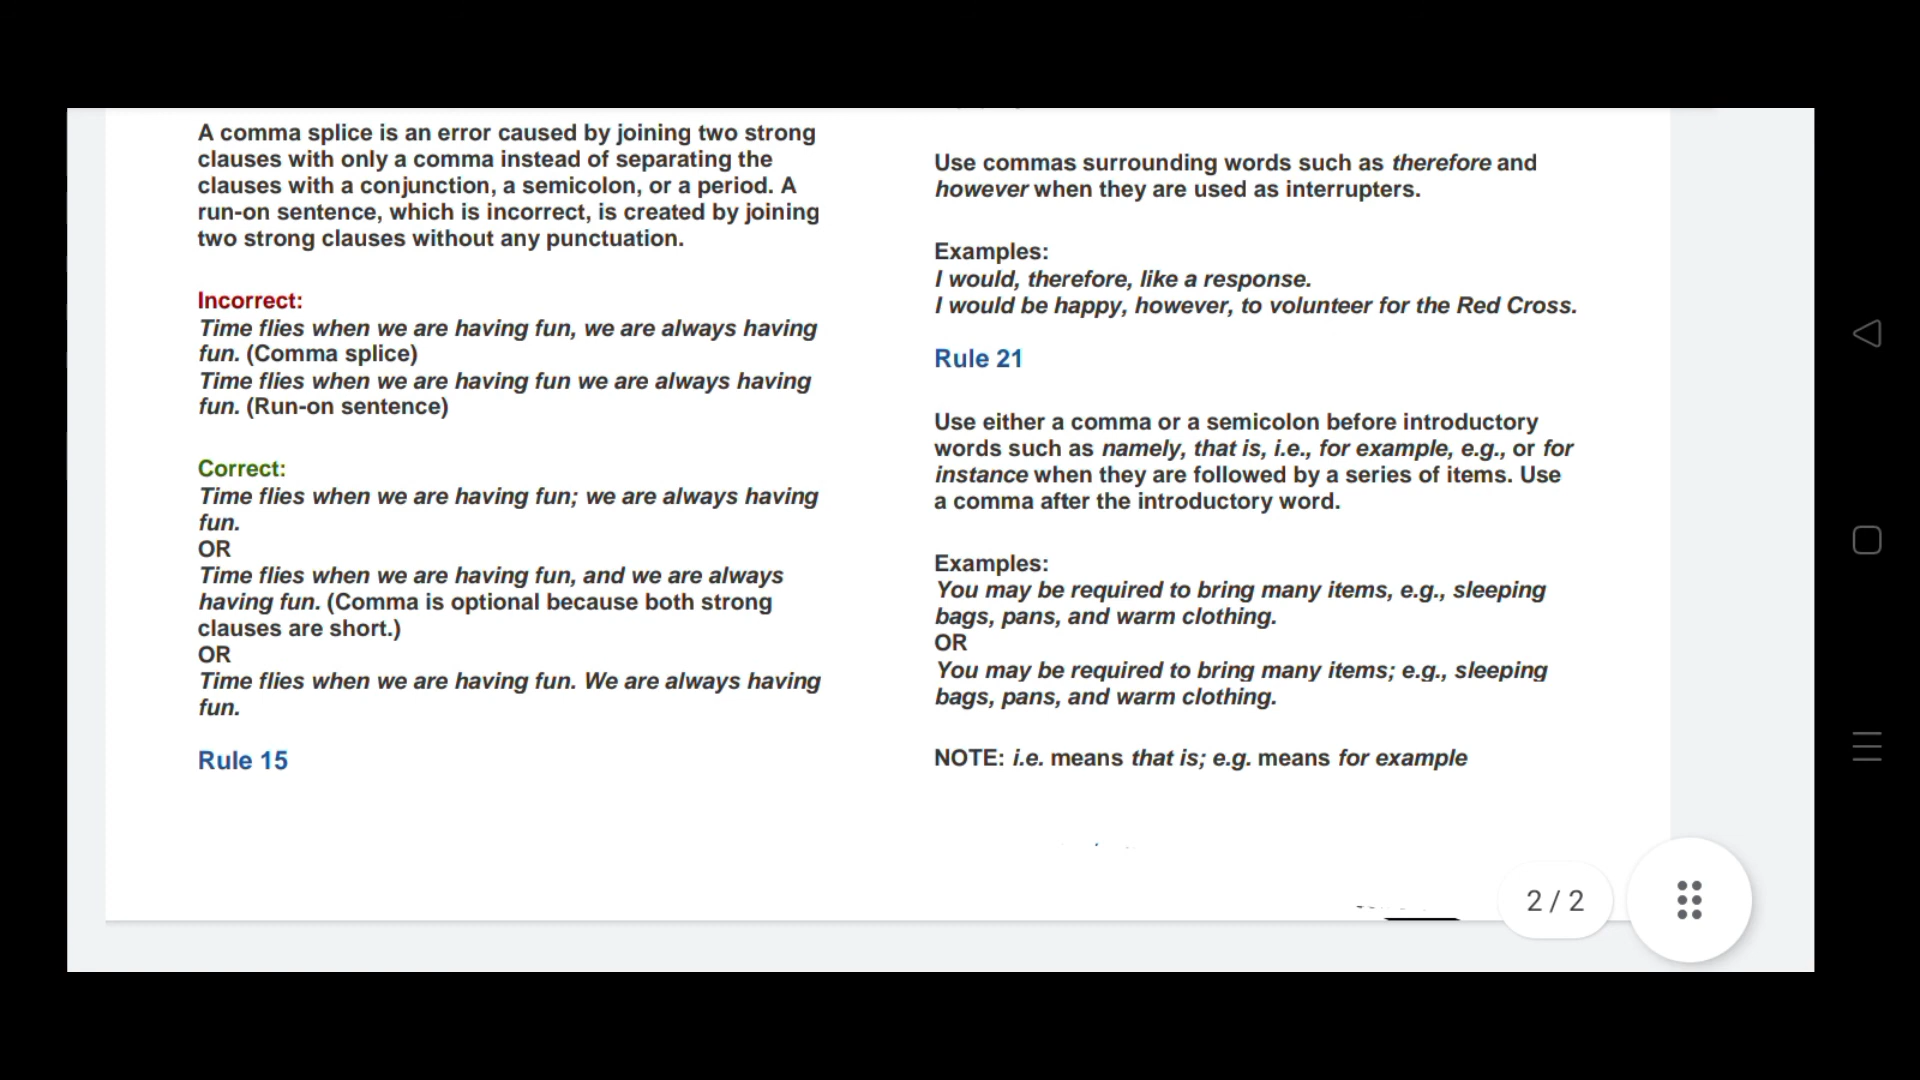 A comma splice is an error caused by joining two strong
clauses with only a comma instead of separating the
clauses with a conjunction, a semicolon, or a period. A
run-on sentence, which is incorrect, is created by joining
two strong clauses without any punctuation.
Incorrect:
Time flies when we are having fun, we are always having
fun. (Comma splice)
Time flies when we are having fun we are always having
fun. (Run-on sentence)
Correct:
Time flies when we are having fun; we are always having
fun.
OR
Time flies when we are having fun, and we are always
having fun. (Comma is optional because both strong
clauses are short.)
OR
Time flies when we are having fun. We are always having
fun.
Rule 15
Use commas surrounding words such as therefore and
however when they are used as interrupters.
Examples:
I would, therefore, like a response.
I would be happy, however, to volunteer for the Red Cross.
Rule 21
Use either a comma or a semicolon before introductory
words such as namely, that is, i.e., for example, e.g., or for
instance when they are followed by a series of items. Use
a comma after the introductory word.
Examples:
You may be required to bring many items, e.g., sleeping
bags, pans, and warm clothing.
OR
You may be required to bring many items; e.g., sleeping
bags, pans, and warm clothing.
NOTE: i.e. means that is; e.g. means for example
2 / 2